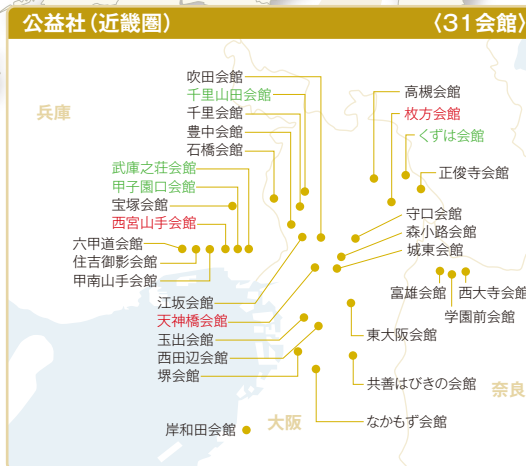 公益社（近畿圏）
〈31会館〉
兵庫
吹田会館
千里山田会館
千里会館
豊中会館
石橋会館
武庫之荘会館
甲子園口会館
宝塚会館
西宮山手会館
六甲道会館
住吉御影会館
甲南山手会館
江坂会館
天神橋会館
玉出会館
西田辺会館
堺会館
岸和田会館
大阪
高槻会館
枚方会館
くずは会館
正俊寺会館
守口会館
森小路会館
城東会館
富雄会館
西大寺会館
学園前会館
東大阪会館
共善はびきの会館
奈良
なかもず会館